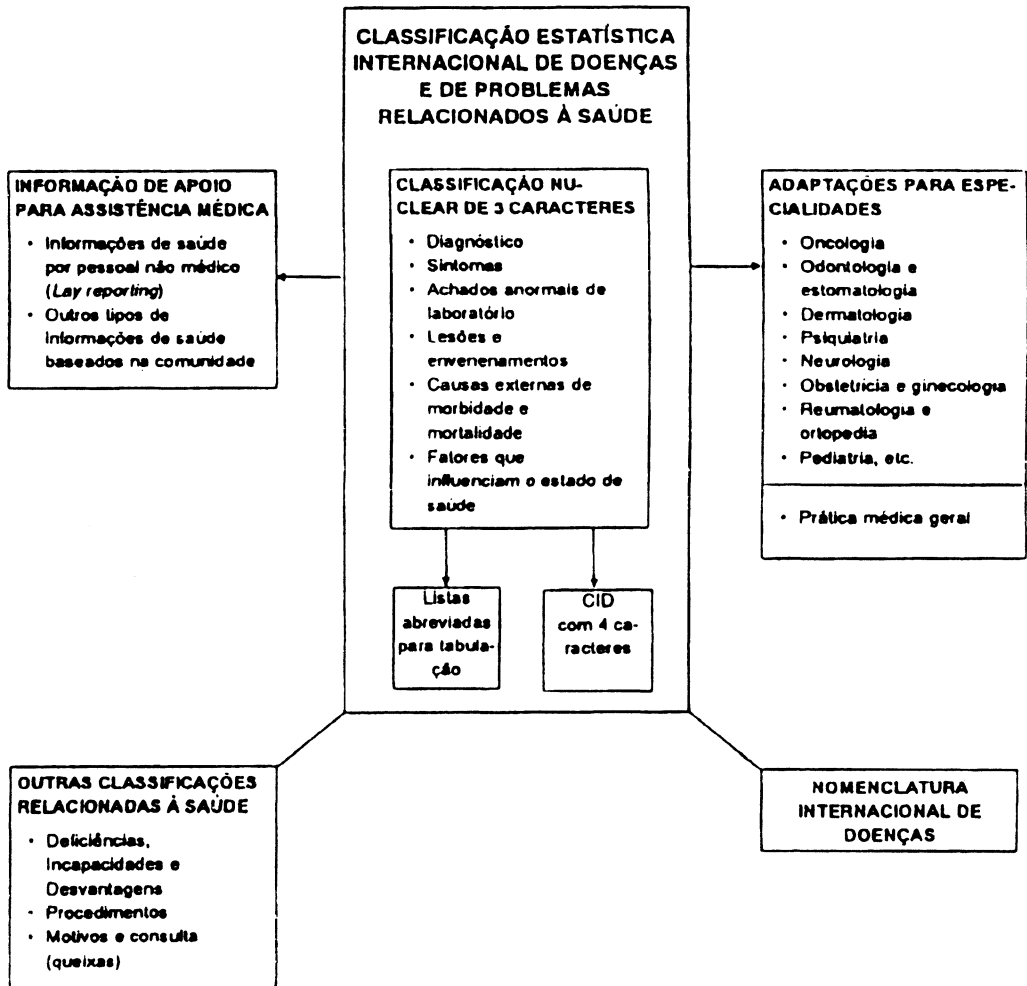 CLASSIFICAÇÃO ESTATÍSTICA
INTERNACIONAL DE DOENÇAS
E DE PROBLEMAS
RELACIONADOS À SAÚDE
INFORMAÇÃO DE APOIO
PARA ASSISTÊNCIA MÉDICA
• Informações de saúde
por pessoal não médico
(Lay reporting)
• Outros tipos de
Informações de saúde
baseados na comunidade
CLASSIFICAÇÃO NU-
CLEAR DE 3 CARACTERES
• Diagnóstico
• Sintomas
• Achados anormais de
laboratório
• Lesões e
envenenamentos
• Causas externas de
morbidade e
mortalidade
• Fatores que
influenciam o estado de
saúde
Listas
abreviadas
para tabula-
ção
CID
com 4 ca-
racteres
ADAPTAÇÕES PARA ESPE-
CIALIDADES
• Oncologia
• Odontologia e
estomatologia
• Dermatologia
• Psiquiatria
• Neurologia
• Obstetrícia e ginecologia
• Reumatologia e
ortopedia
• Pediatria, etc.
• Prática médica geral
OUTRAS CLASSIFICAÇÕES
RELACIONADAS À SAÚDE
• Deficiências,
Incapacidades e
Desvantagens
• Procedimentos
• Motivos e consulta
(queixas)
NOMENCLATURA
INTERNACIONAL DE
DOENÇAS